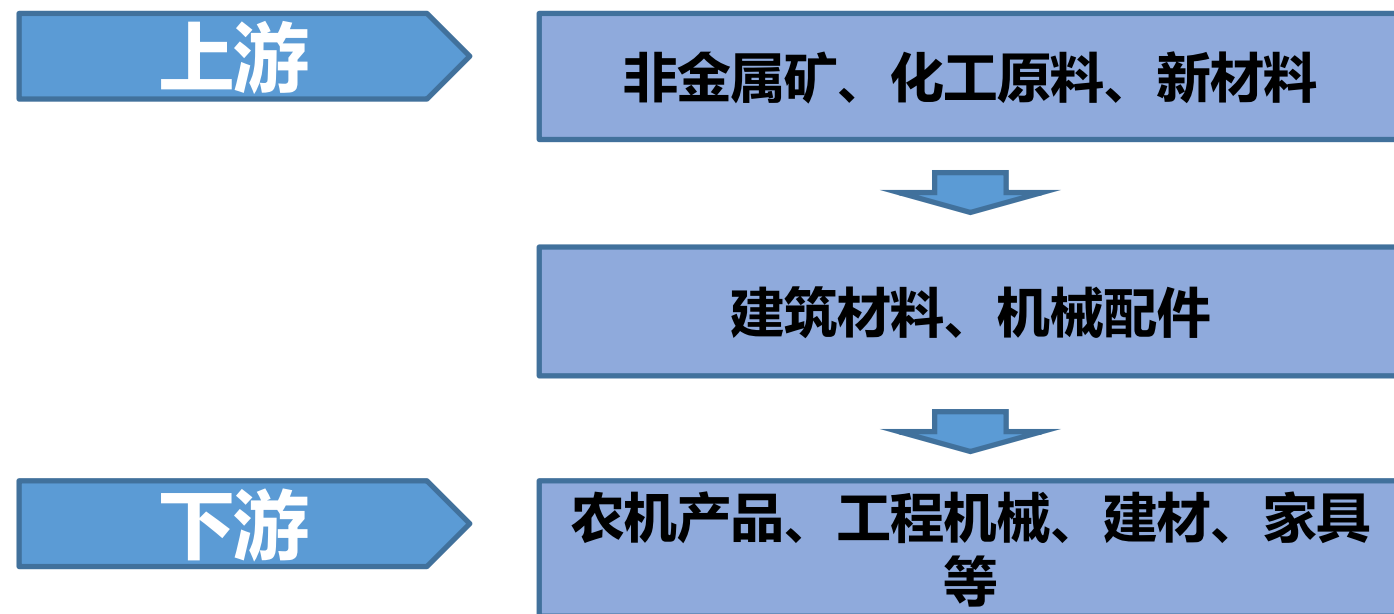 上游
非金属矿、化工原料、新材料
建筑材料、机械配件
下游
农机产品、工程机械、建材、家具
等